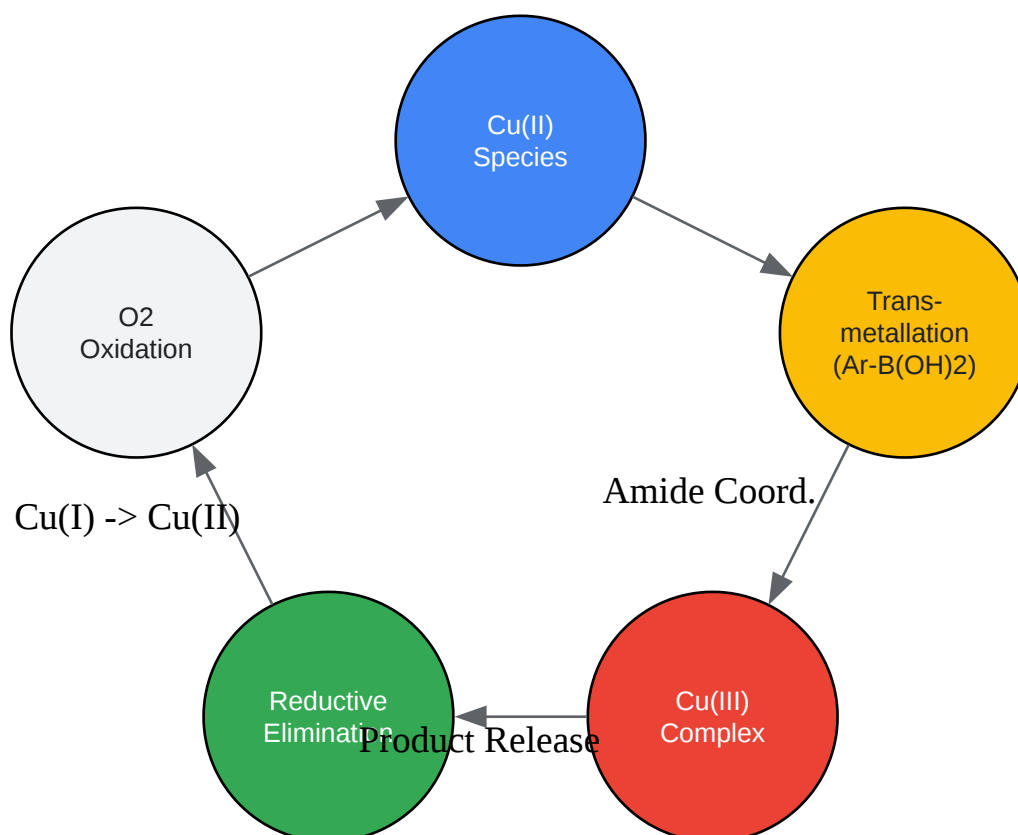 Cu(II)
Species
O2
Oxidation
Trans-
metallation
(Ar-B(OH)2)
Amide Coord.
Cu(I) -> Cu(II)
Reductive
Elimination
Product Release
Cu(III)
Complex